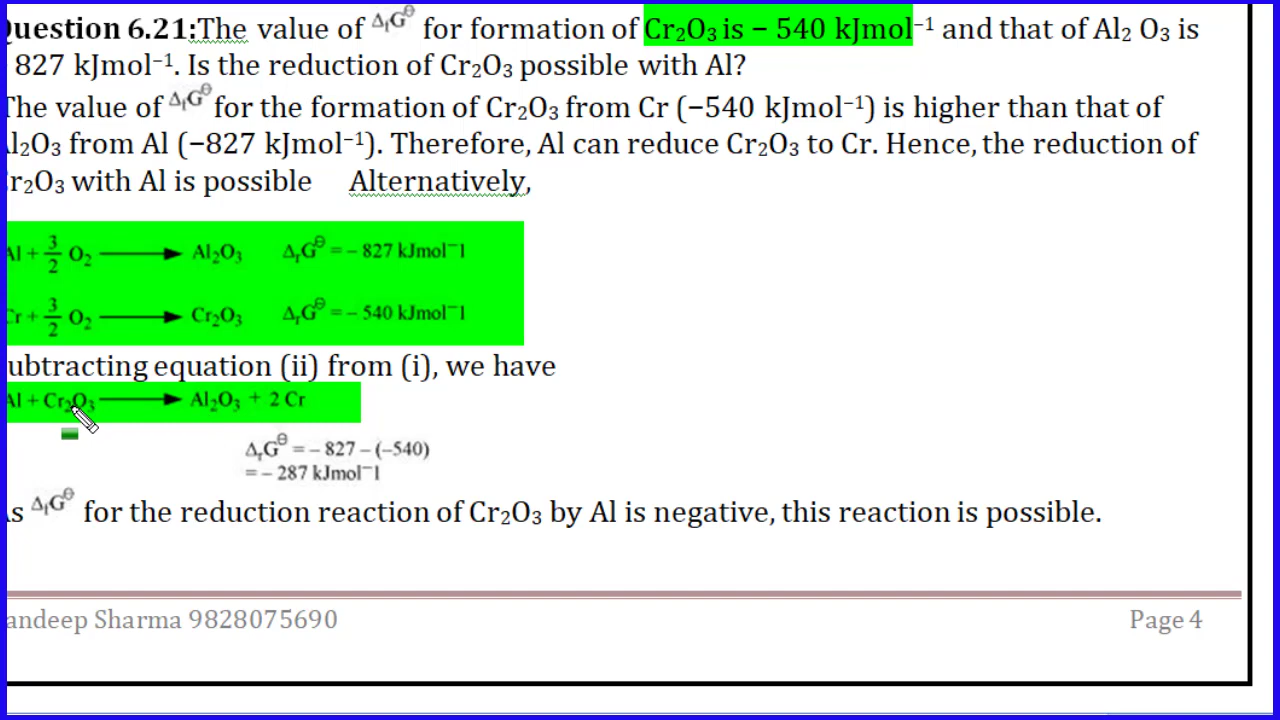 uestion 6.21:The value of ΔfG⊖ for formation of Cr₂O₃ is − 540 kJmol⁻¹ and that of Al₂ O₃ is
827 kJmol⁻¹. Is the reduction of Cr₂O₃ possible with Al?
he value of ΔfG⊖ for the formation of Cr₂O₃ from Cr (−540 kJmol⁻¹) is higher than that of
l₂O₃ from Al (−827 kJmol⁻¹). Therefore, Al can reduce Cr₂O₃ to Cr. Hence, the reduction of
r₂O₃ with Al is possible Alternatively,
Al + 3/2 O₂ ⟶ Al₂O₃ ΔfG⊖ = − 827 kJmol⁻1
Cr + 3/2 O₂ ⟶ Cr₂O₃ ΔfG⊖ = − 540 kJmol⁻1
ubtracting equation (ii) from (i), we have
Al + Cr₂O₃ ⟶ Al₂O₃ + 2 Cr
ΔrG⊖ = − 827 − (−540)
= − 287 kJmol⁻1
As ΔfG⊖ for the reduction reaction of Cr₂O₃ by Al is negative, this reaction is possible.
andeep Sharma 9828075690
Page 4